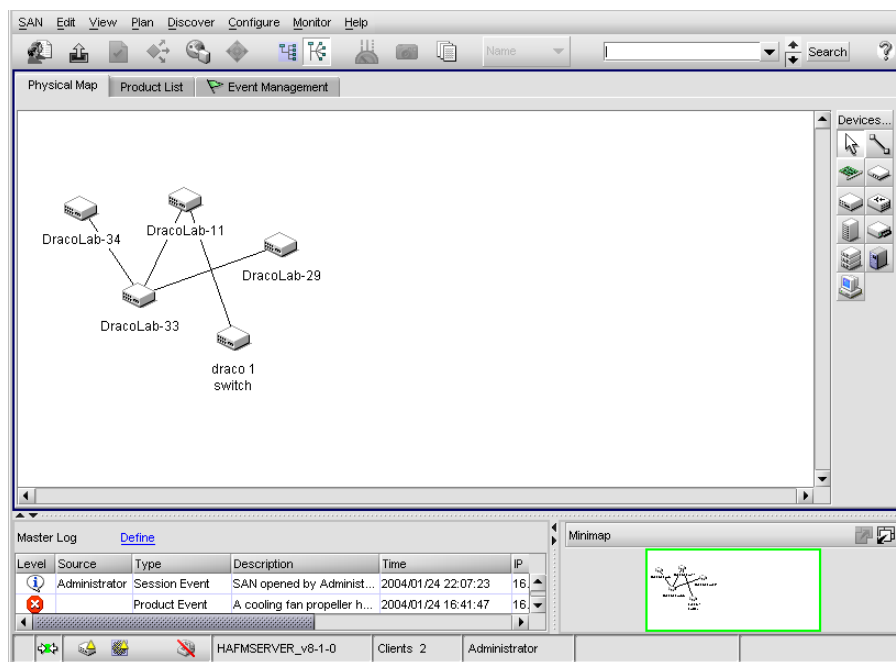 SAN Edit View Plan Discover Configure Monitor Help
Name
Search
Physical Map Product List Event Management
Devices...
DracoLab-34
DracoLab-11
DracoLab-29
DracoLab-33
draco 1
switch
Master Log Define
Minimap
Level Source Type Description Time IP
Administrator Session Event SAN opened by Administ... 2004/01/24 22:07:23 16.
Product Event A cooling fan propeller h... 2004/01/24 16:41:47 16.
HAFMSERVER_v8-1-0 Clients 2 Administrator